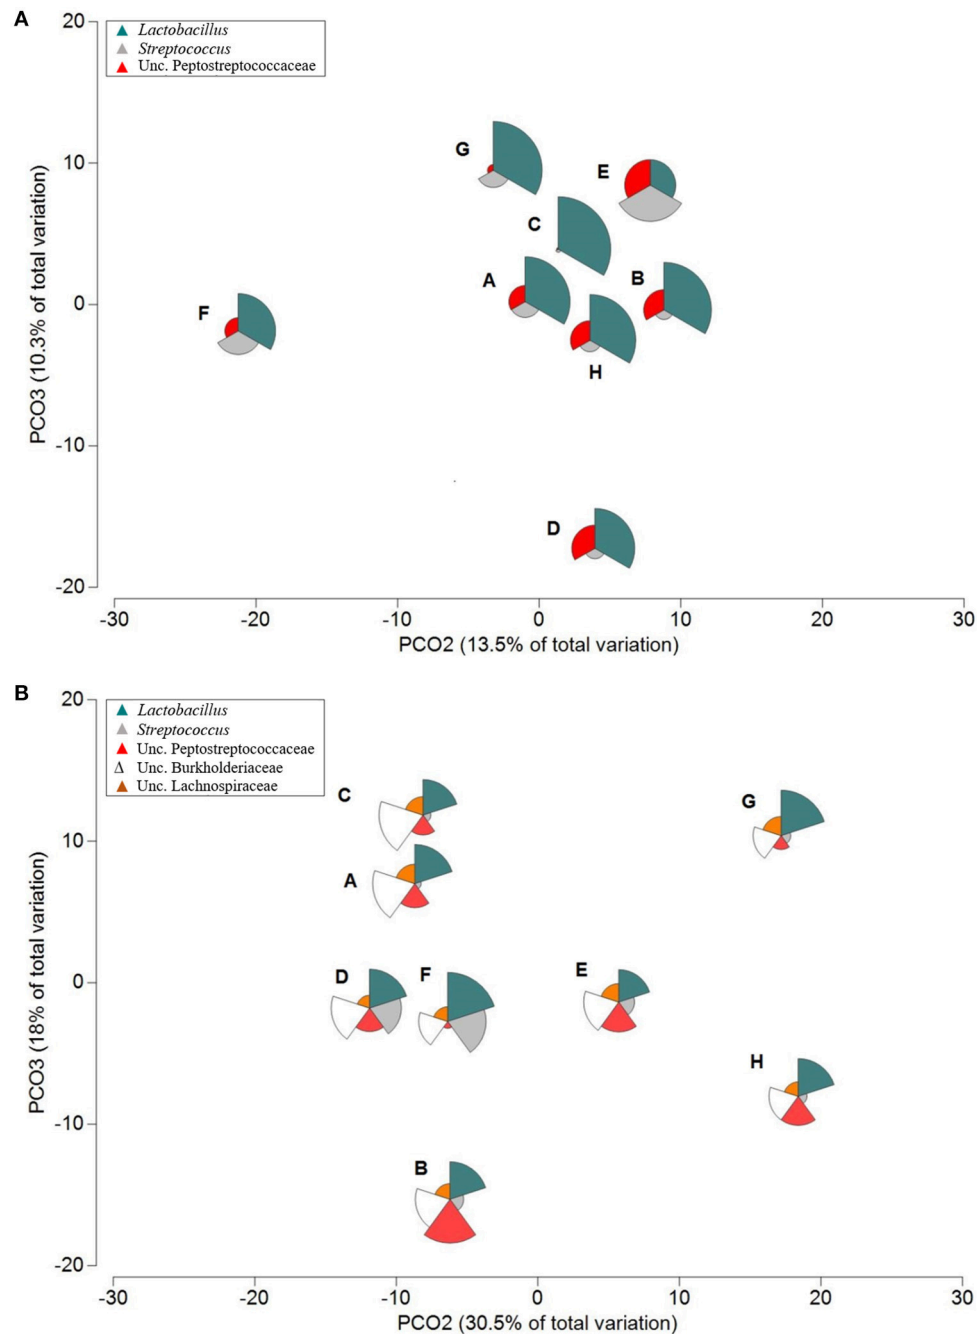 A
20
Lactobacillus
Streptococcus
Unc. Peptostreptococcaceae
G
E
10
C
A
B
0
F
H
-10
D
-20
PCO3 (10.3% of total variation)
-30 -20 -10 0 10 20 30
PCO2 (13.5% of total variation)
B
20
Lactobacillus
Streptococcus
Unc. Peptostreptococcaceae
Δ Unc. Burkholderiaceae
Unc. Lachnospiraceae
C
G
10
A
D
F
E
0
H
-10
B
-20
PCO3 (18% of total variation)
-30 -20 -10 0 10 20 30
PCO2 (30.5% of total variation)